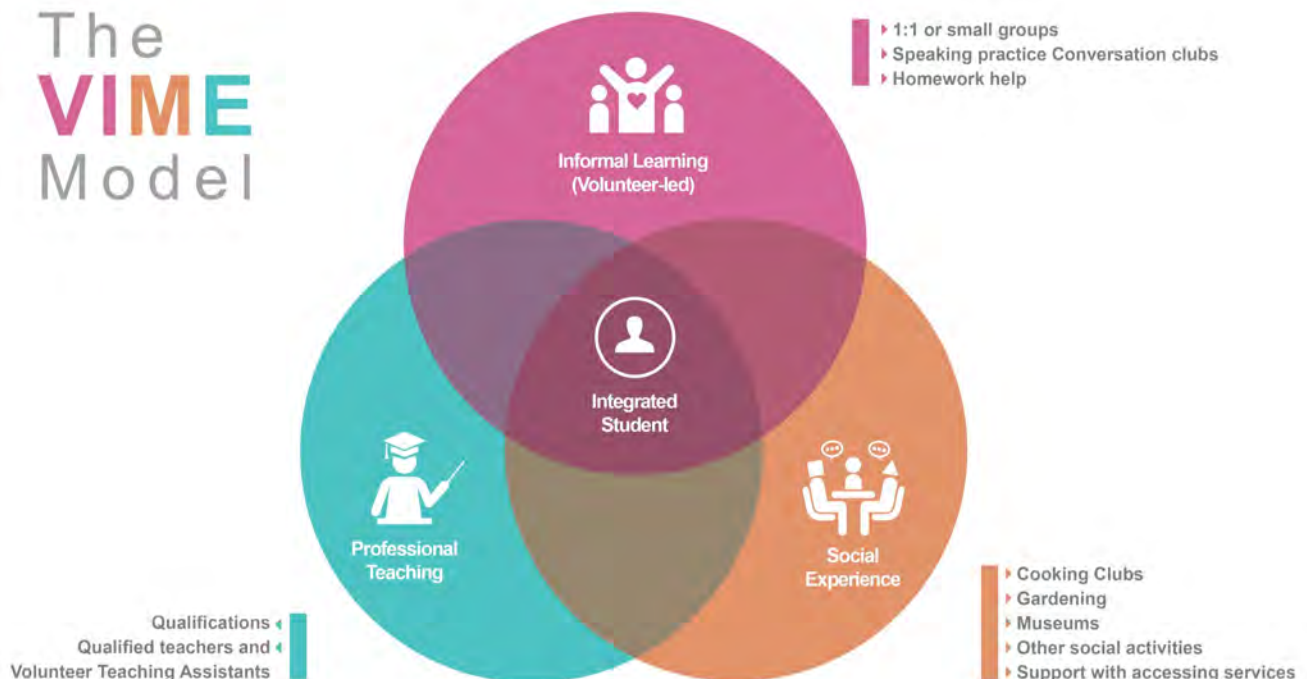 The
VIME
Model
1:1 or small groups
Speaking practice Conversation clubs
Homework help
Informal Learning
(Volunteer-led)
Integrated
Student
Professional
Teaching
Social
Experience
Qualifications
Qualified teachers and
Volunteer Teaching Assistants
Cooking Clubs
Gardening
Museums
Other social activities
Support with accessing services